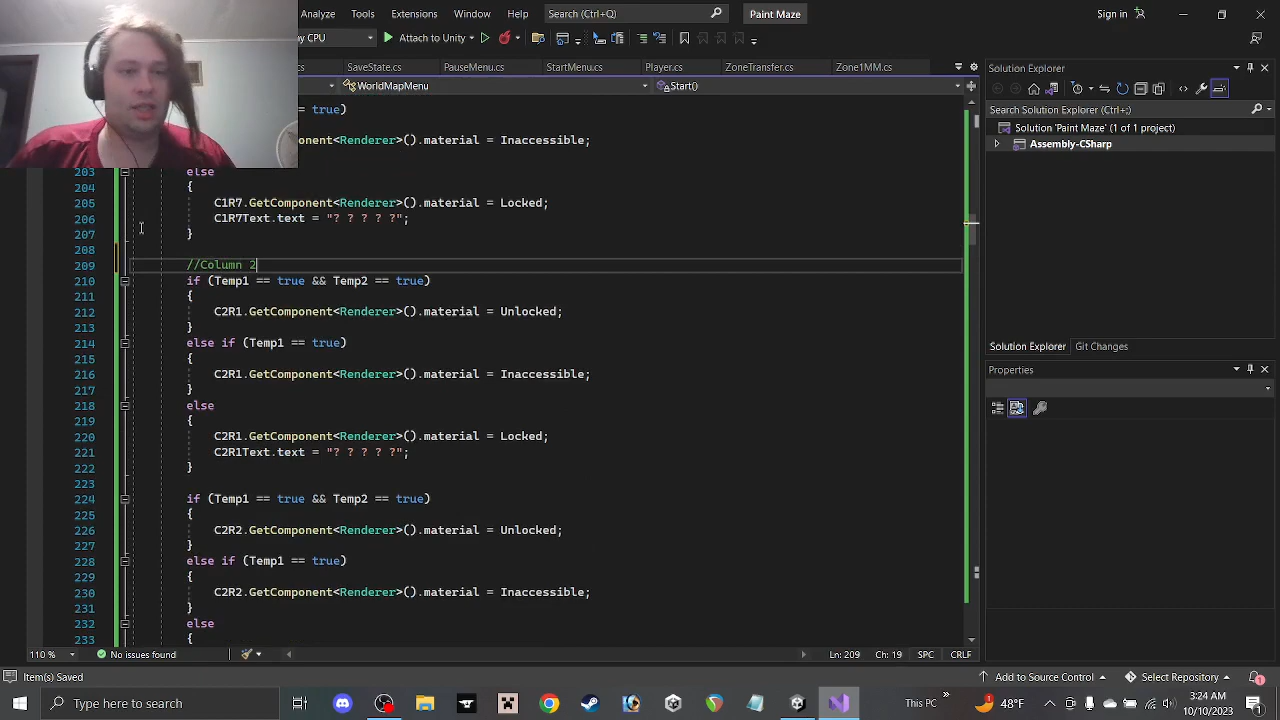 Analyze Tools Extensions Window Help Search (Ctrl+Q) Paint Maze Sign in
CPU Attach to Unity
SaveState.cs PauseMenu.cs StartMenu.cs Player.cs ZoneTransfer.cs Zone1MM.cs
WorldMapMenu Start()
== true)
<Renderer>().material = Inaccessible;
203 else
204 {
205 C1R7.GetComponent<Renderer>().material = Locked;
206 C1R7Text.text = "? ? ? ? ?";
207 }
208
209 //Column 2
210 if (Temp1 == true && Temp2 == true)
211 {
212 C2R1.GetComponent<Renderer>().material = Unlocked;
213 }
214 else if (Temp1 == true)
215 {
216 C2R1.GetComponent<Renderer>().material = Inaccessible;
217 }
218 else
219 {
220 C2R1.GetComponent<Renderer>().material = Locked;
221 C2R1Text.text = "? ? ? ? ?";
222 }
223
224 if (Temp1 == true && Temp2 == true)
225 {
226 C2R2.GetComponent<Renderer>().material = Unlocked;
227 }
228 else if (Temp1 == true)
229 {
230 C2R2.GetComponent<Renderer>().material = Inaccessible;
231 }
232 else
233 {
110 % No issues found Ln: 209 Ch: 19 SPC CRLF
Solution Explorer
Search Solution Explorer (Ctrl+;)
Solution 'Paint Maze' (1 of 1 project)
Assembly-CSharp
Solution Explorer Git Changes
Properties
Item(s) Saved Add to Source Control Select Repository 1
Type here to search This PC 48°F 3:24 AM
10/10/2023